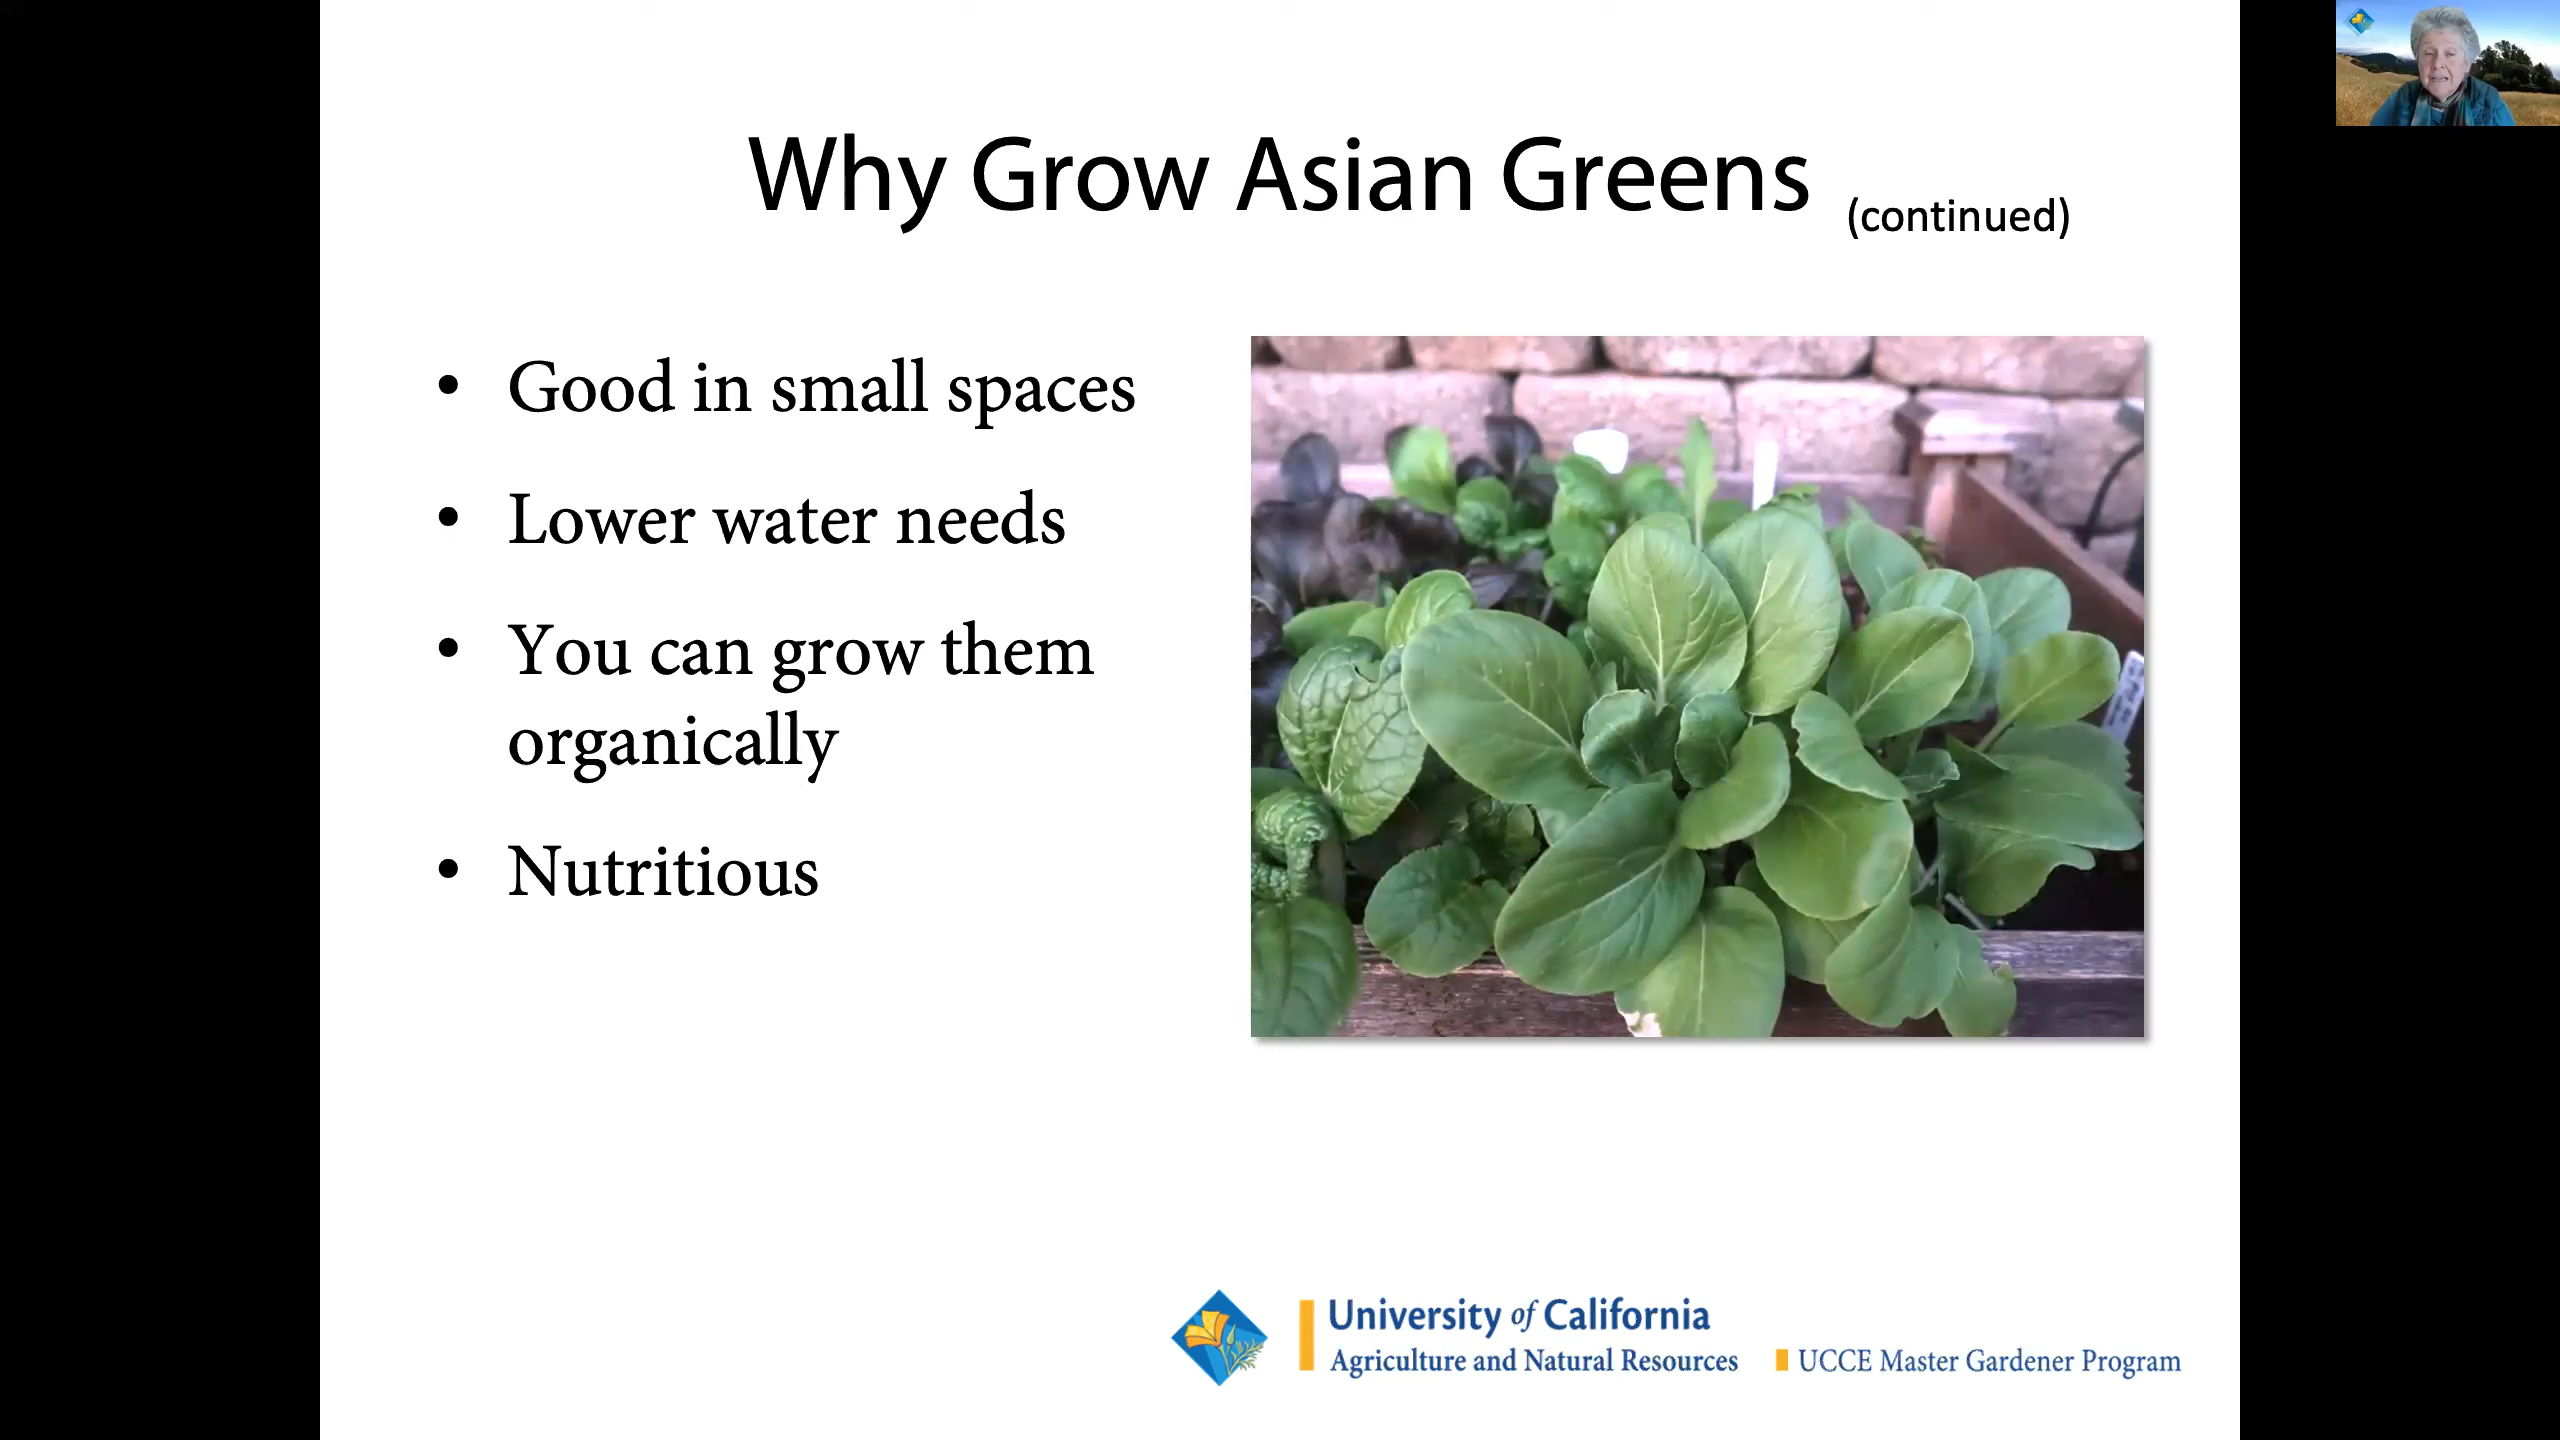 Why Grow Asian Greens (continued)
• Good in small spaces
• Lower water needs
• You can grow them
organically
• Nutritious
University of California
Agriculture and Natural Resources
UCCE Master Gardener Program